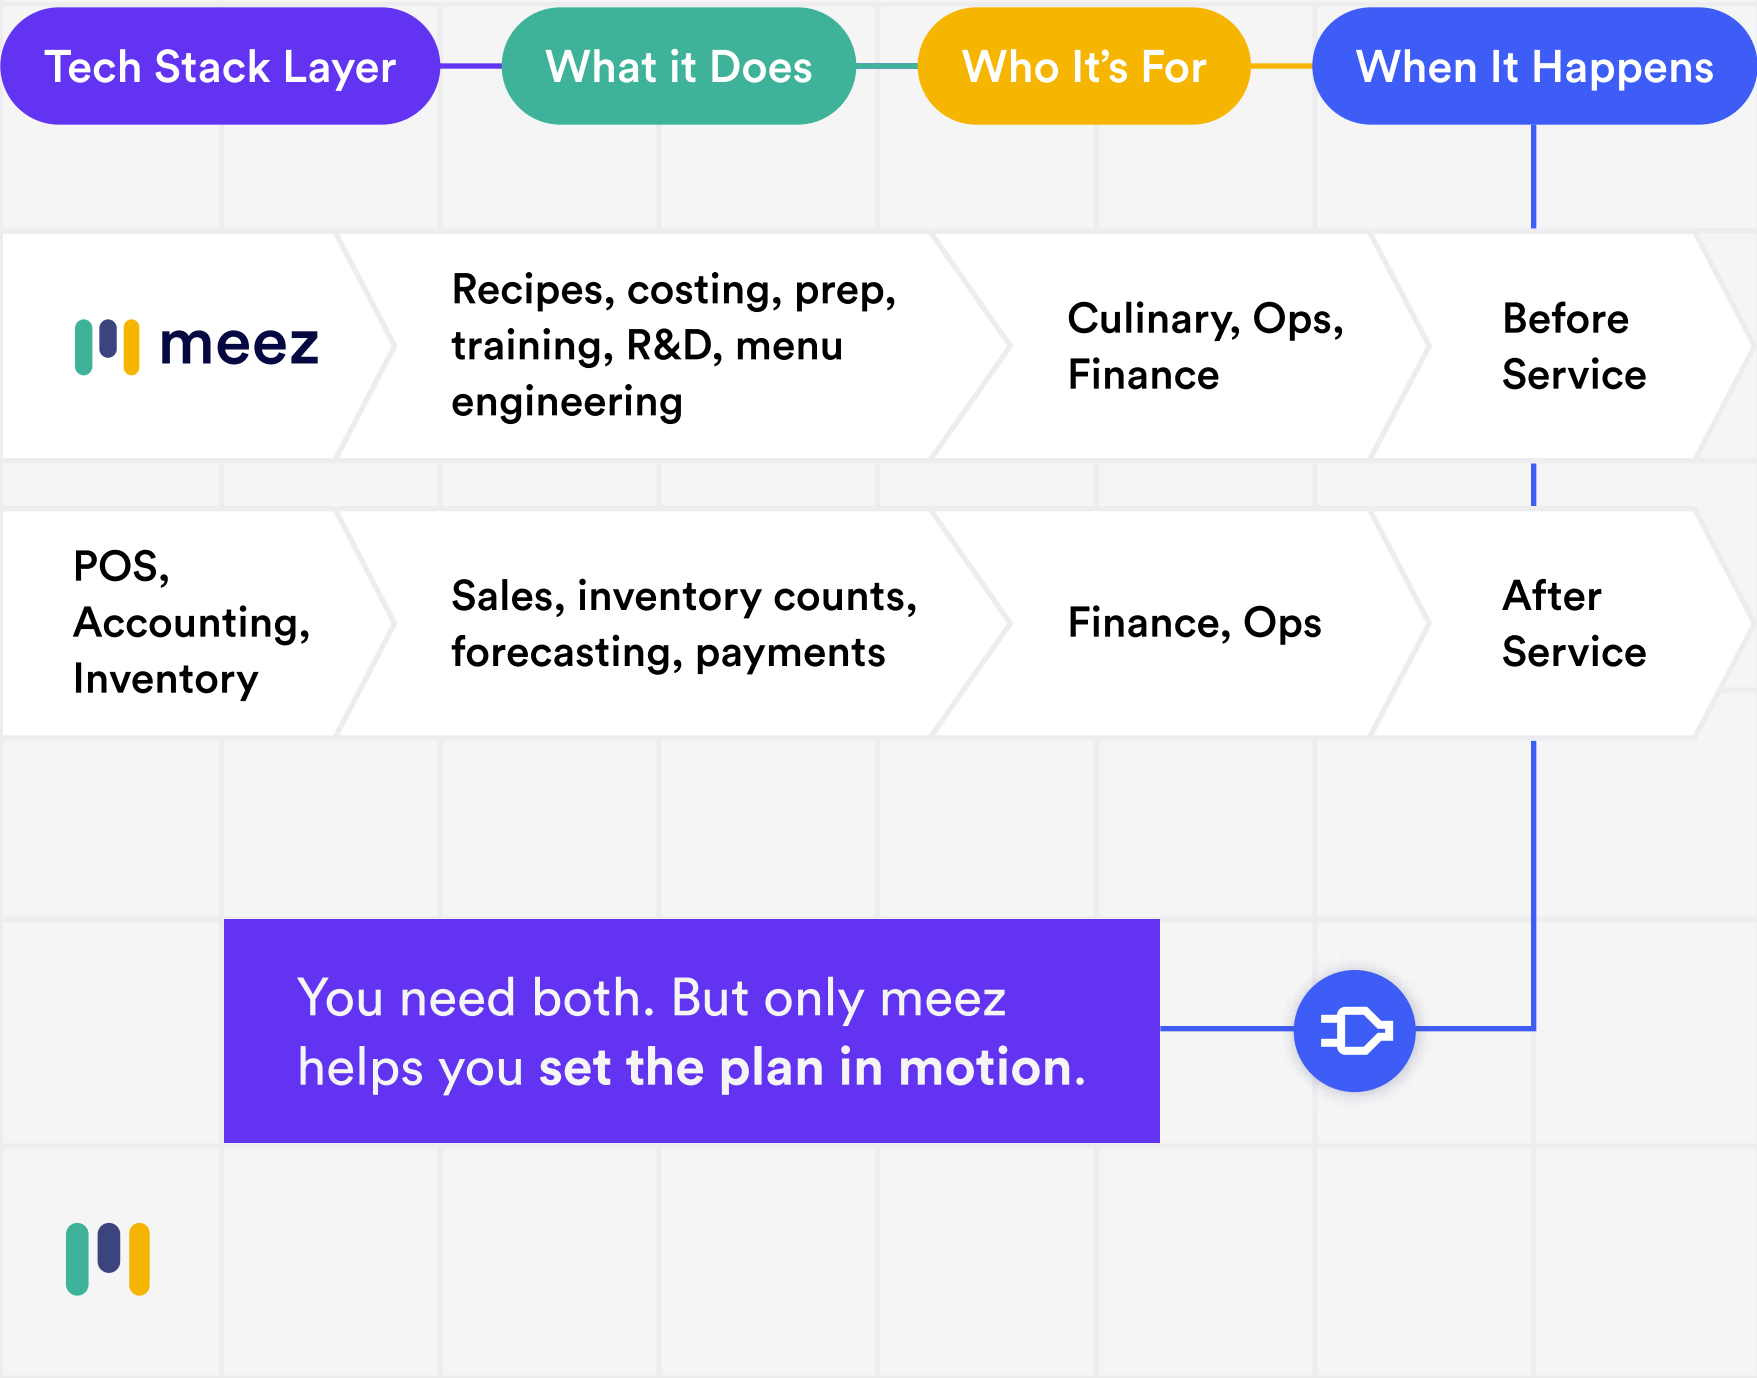 Tech Stack Layer
What it Does
Who It’s For
When It Happens
meez
Recipes, costing, prep,
training, R&D, menu
engineering
Culinary, Ops,
Finance
Before
Service
POS,
Accounting,
Inventory
Sales, inventory counts,
forecasting, payments
Finance, Ops
After
Service
You need both. But only meez
helps you set the plan in motion.